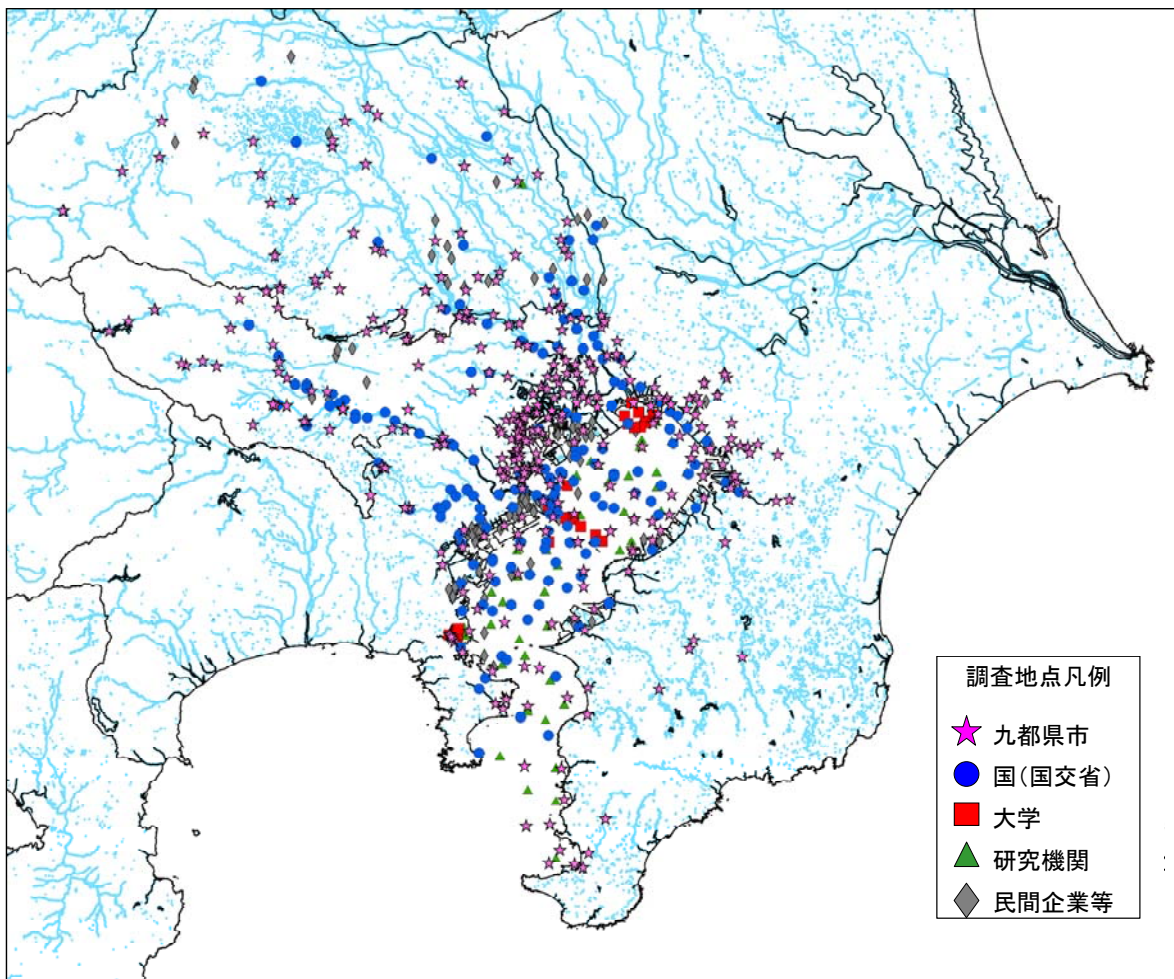 調査地点凡例
九都県市
国(国交省)
大学
研究機関
民間企業等